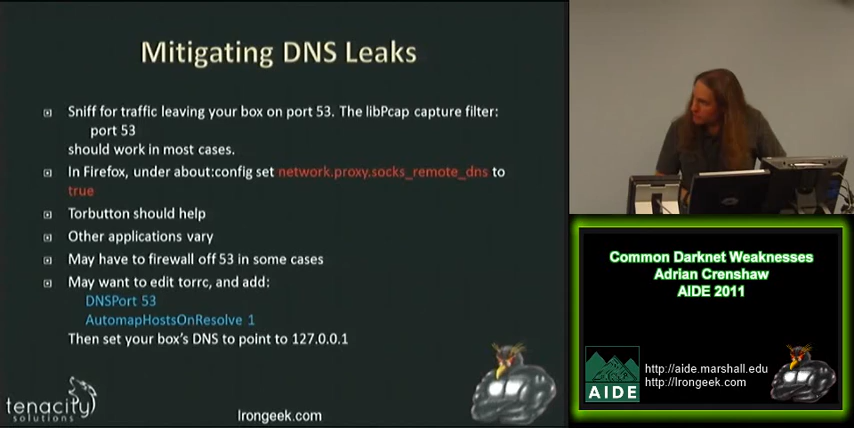 Mitigating DNS Leaks
Sniff for traffic leaving your box on port 53. The libPcap capture filter:
port 53
should work in most cases.
In Firefox, under about:config set network.proxy.socks_remote_dns to
true
Torbutton should help
Other applications vary
May have to firewall off 53 in some cases
May want to edit torrc, and add:
DNSPort 53
AutomapHostsOnResolve 1
Then set your box's DNS to point to 127.0.0.1
tenacity
solutions
Irongeek.com
Common Darknet Weaknesses
Adrian Crenshaw
AIDE 2011
AIDE
http://aide.marshall.edu
http://Irongeek.com